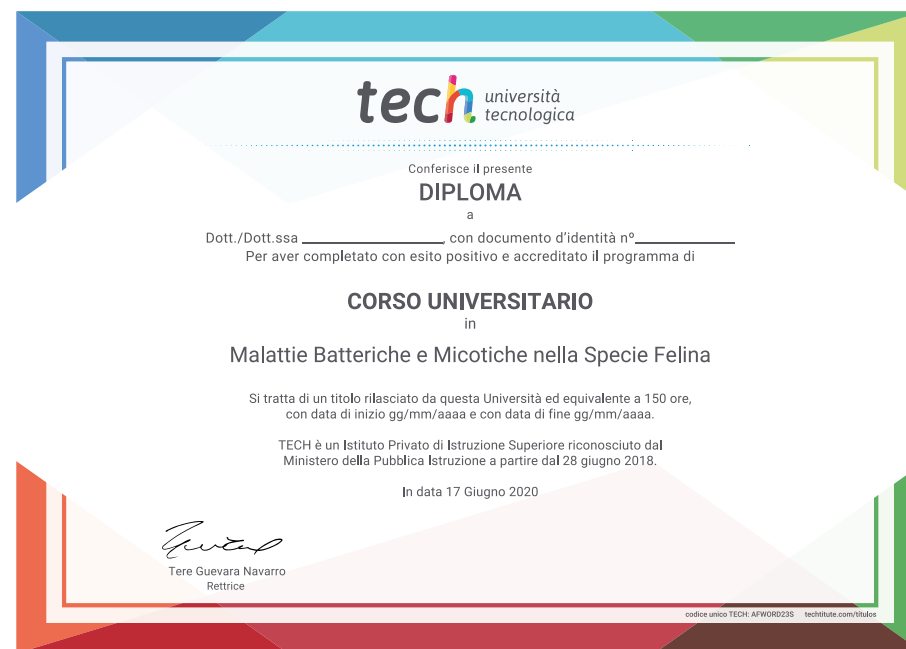 tech università
tecnologica
Conferisce il presente
DIPLOMA
a
Dott./Dott.ssa ____________________, con documento d'identità nº______________
Per aver completato con esito positivo e accreditato il programma di
CORSO UNIVERSITARIO
in
Malattie Batteriche e Micotiche nella Specie Felina
Si tratta di un titolo rilasciato da questa Università ed equivalente a 150 ore,
con data di inizio gg/mm/aaaa e con data di fine gg/mm/aaaa.
TECH è un Istituto Privato di Istruzione Superiore riconosciuto dal
Ministero della Pubblica Istruzione a partire dal 28 giugno 2018.
In data 17 Giugno 2020
Tere Guevara Navarro
Rettrice
codice unico TECH: AFWORD23S techtitute.com/titulos